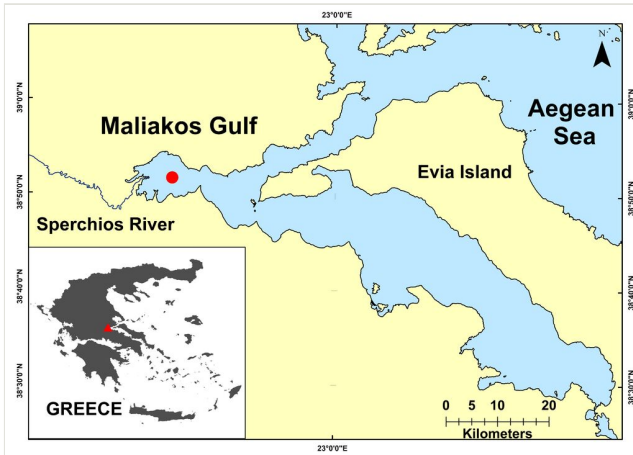 23°0'0"E
N
39°0'0"N
39°0'0"N
Aegean
Sea
Maliakos Gulf
Evia Island
38°50'0"N
38°50'0"N
Sperchios River
38°40'0"N
38°40'0"N
38°30'0"N
38°30'0"N
GREECE
0 5 10 20
Kilometers
23°0'0"E